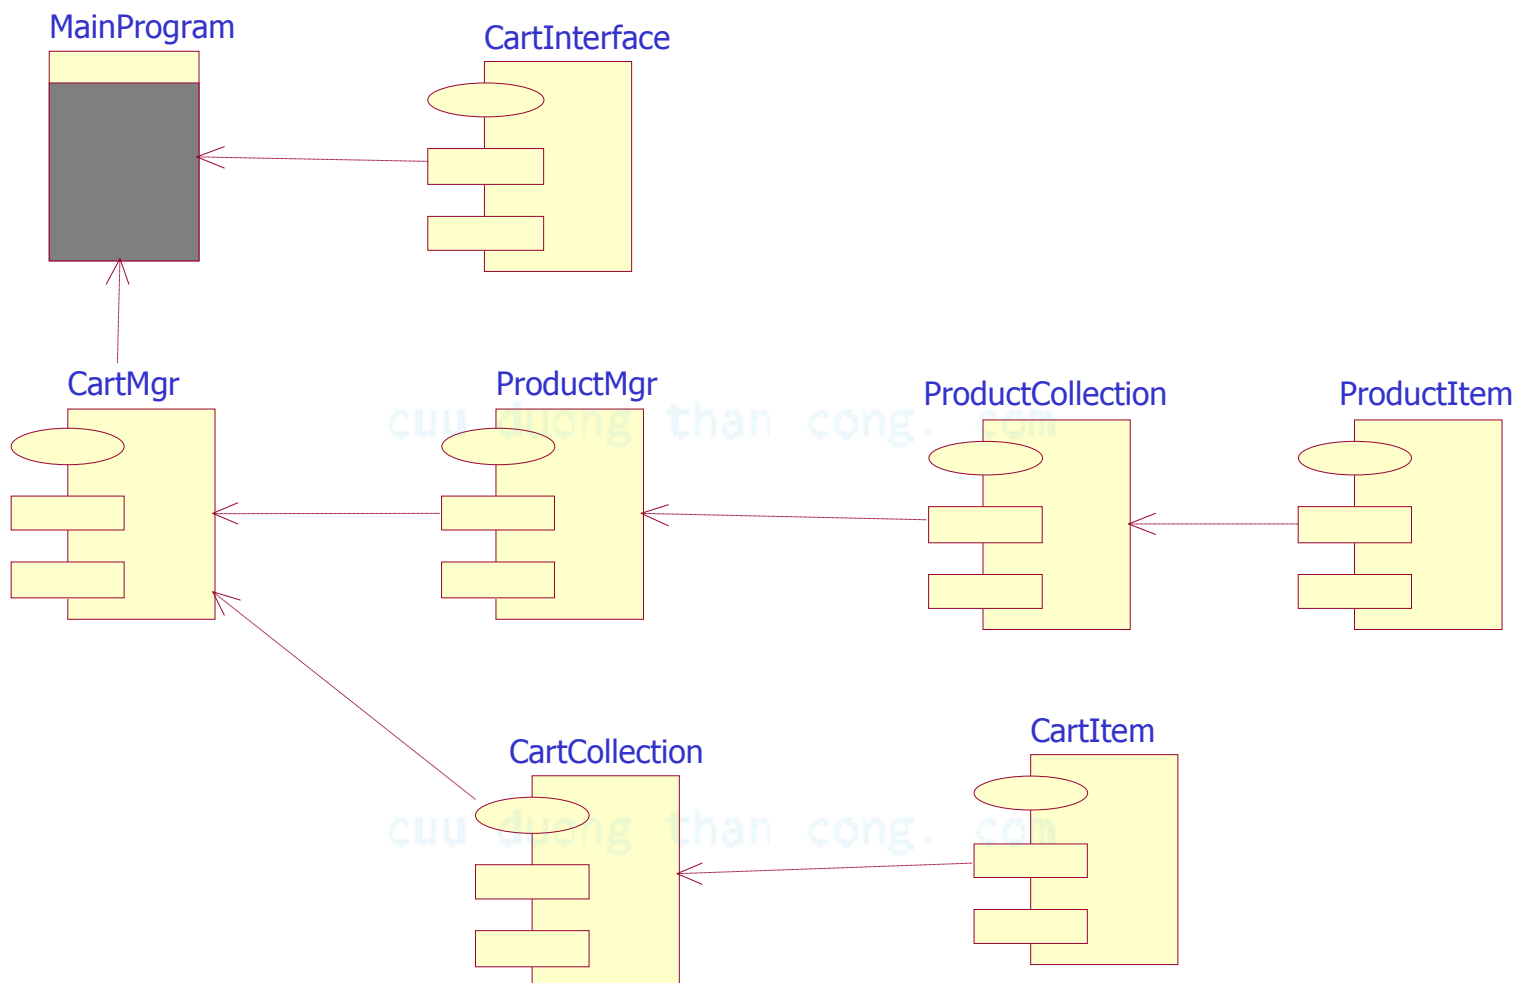 MainProgram
CartInterface
CartMgr
ProductMgr
ProductCollection
ProductItem
cuu duong than cong. com
CartCollection
CartItem
cuu duong than cong. com